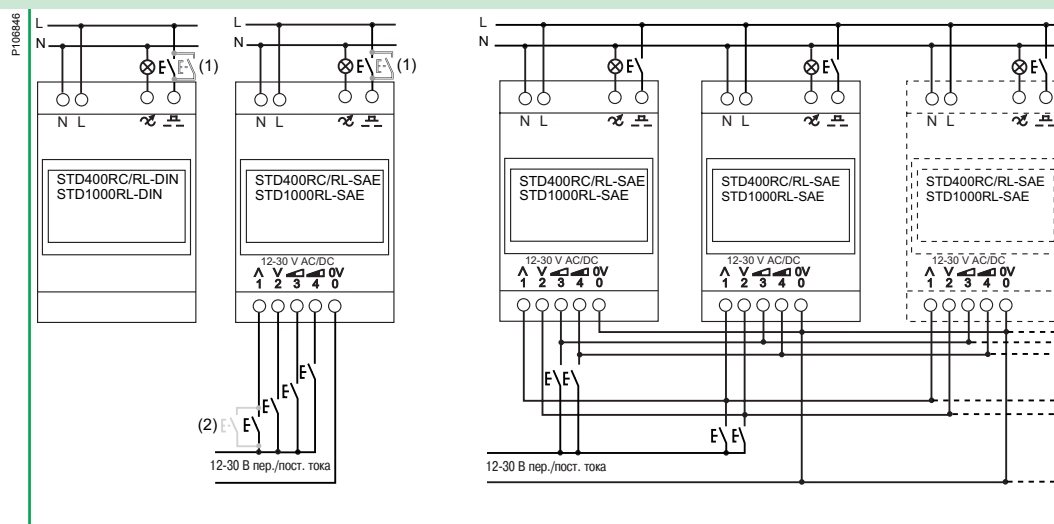 P106846
L
N
(1)
N L
STD400RC/RL-DIN
STD1000RL-DIN
L
N
(1)
N L
STD400RC/RL-SAE
STD1000RL-SAE
12-30 V AC/DC
0V
1 2 3 4 0
(2)
12-30 В пер./пост. тока
L
N
N L
STD400RC/RL-SAE
STD1000RL-SAE
12-30 V AC/DC
0V
1 2 3 4 0
N L
STD400RC/RL-SAE
STD1000RL-SAE
12-30 V AC/DC
0V
1 2 3 4 0
N L
STD400RC/RL-SAE
STD1000RL-SAE
12-30 V AC/DC
0V
1 2 3 4 0
12-30 В пер./пост. тока